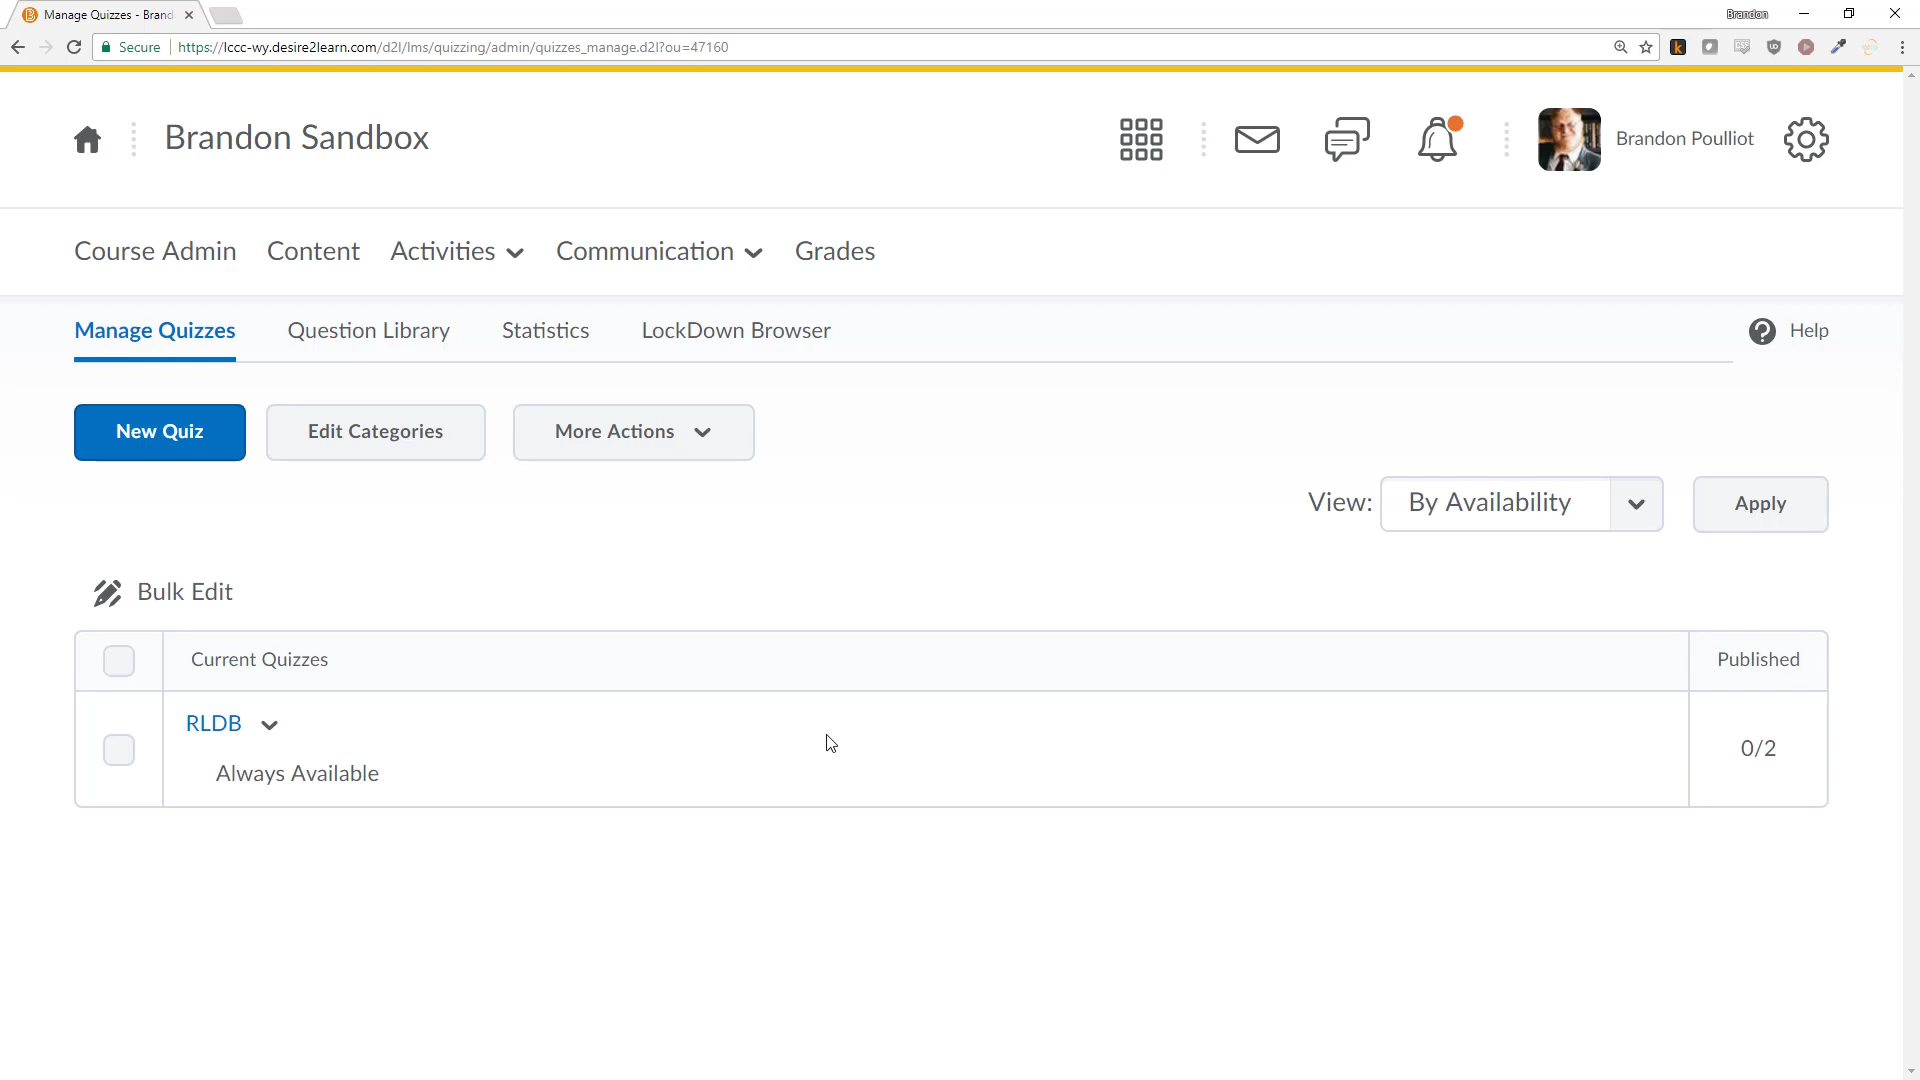 Manage Quizzes - Brand
Brandon
Secure
https://lccc-wy.desire2learn.com/d2l/lms/quizzing/admin/quizzes_manage.d2l?ou=47160
Brandon Sandbox
Brandon Poulliot
Course Admin Content Activities Communication Grades
Manage Quizzes Question Library Statistics LockDown Browser Help
New Quiz Edit Categories More Actions
View: By Availability Apply
Bulk Edit
Current Quizzes Published
RLDB
0/2
Always Available